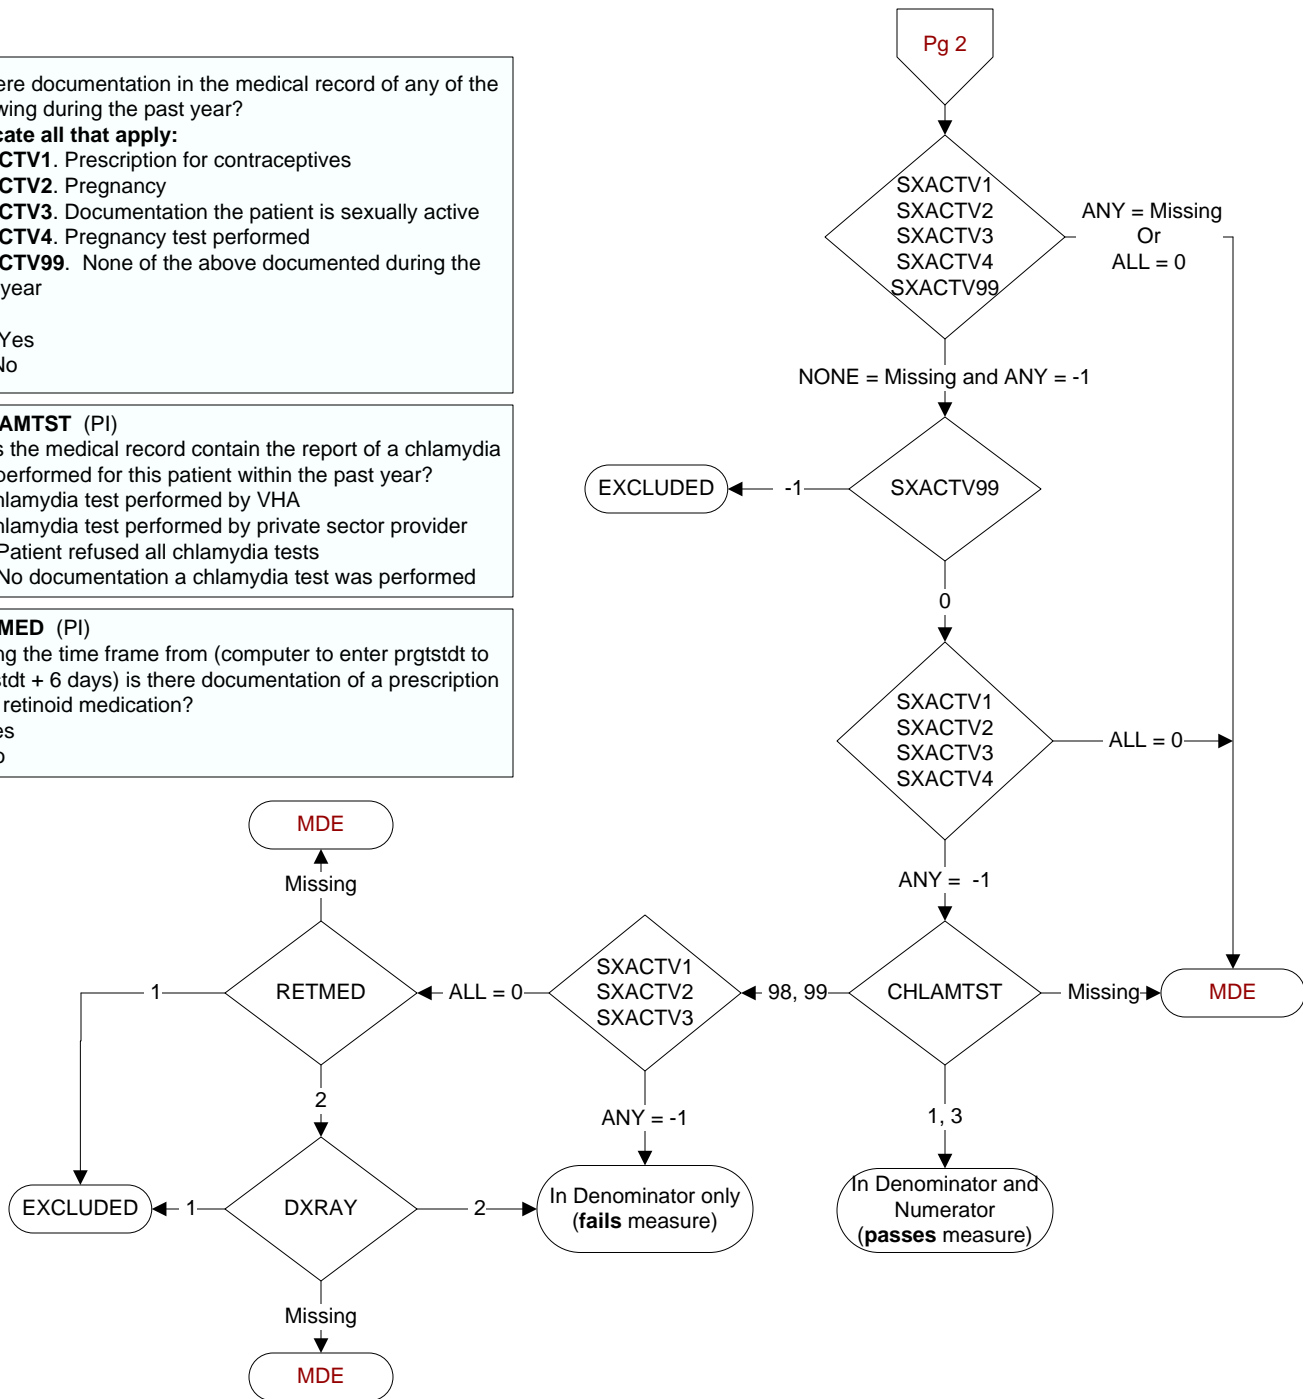 Pg 2
ere documentation in the medical record of any of the
wing during the past year?
cate all that apply:
CTV1. Prescription for contraceptives
CTV2. Pregnancy
CTV3. Documentation the patient is sexually active
CTV4. Pregnancy test performed
CTV99. None of the above documented during the
year
Yes
No
AMTST (PI)
s the medical record contain the report of a chlamydia
performed for this patient within the past year?
hlamydia test performed by VHA
hlamydia test performed by private sector provider
Patient refused all chlamydia tests
No documentation a chlamydia test was performed
MED (PI)
ng the time frame from (computer to enter prgtstdt to
stdt + 6 days) is there documentation of a prescription
retinoid medication?
es
o
SXACTV1
SXACTV2
SXACTV3
SXACTV4
SXACTV99
ANY = Missing
Or
ALL = 0
NONE = Missing and ANY = -1
EXCLUDED
-1
SXACTV99
0
SXACTV1
SXACTV2
SXACTV3
SXACTV4
ALL = 0
ANY = -1
MDE
Missing
1
RETMED
ALL = 0
SXACTV1
SXACTV2
SXACTV3
98, 99
CHLAMTST
Missing
MDE
2
ANY = -1
1, 3
EXCLUDED
1
DXRAY
2
In Denominator only
(fails measure)
In Denominator and
Numerator
(passes measure)
Missing
MDE